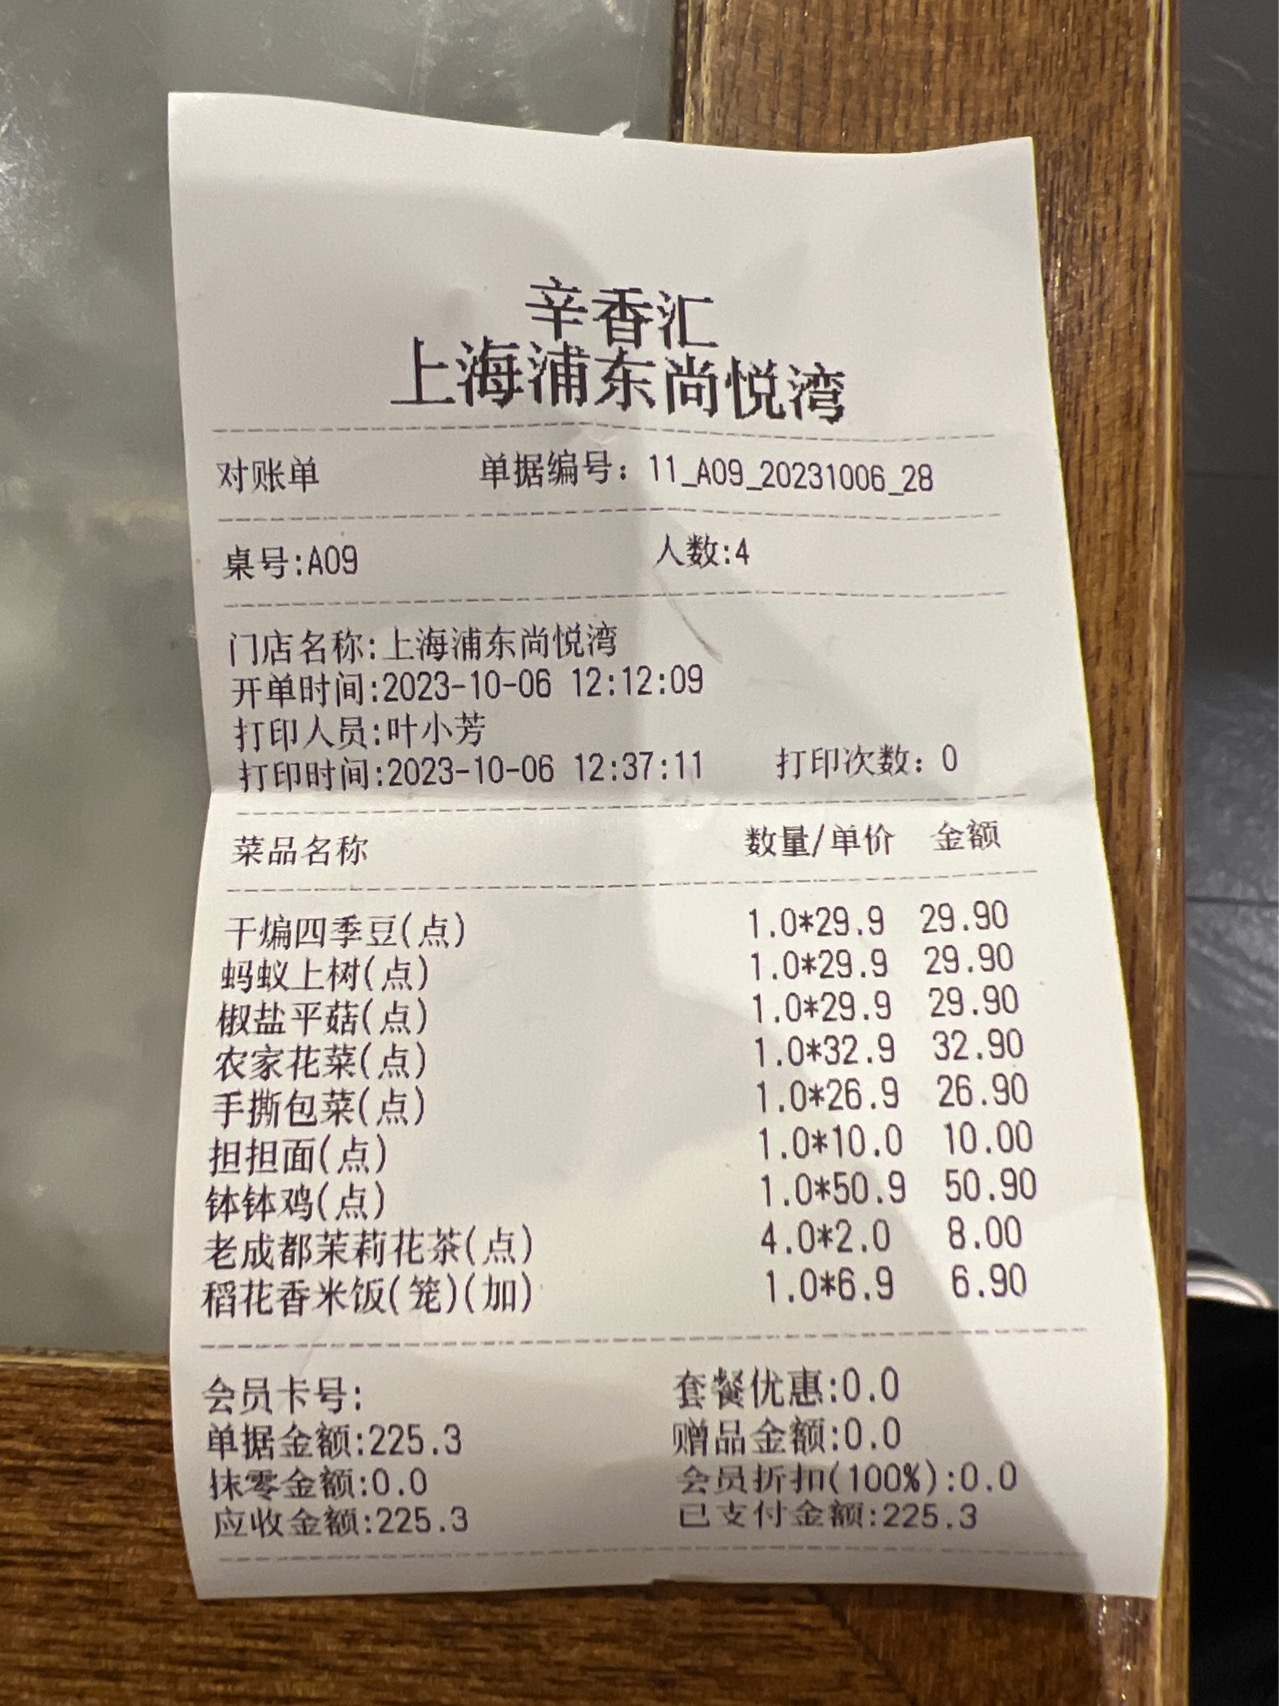 辛香汇
上海浦东尚悦湾
对账单 单据编号：11_A09_20231006_28
桌号:A09 人数:4
门店名称:上海浦东尚悦湾
开单时间:2023-10-06 12:12:09
打印人员:叶小芳
打印时间:2023-10-06 12:37:11 打印次数：0
菜品名称 数量/单价 金额
干煸四季豆(点) 1.0*29.9 29.90
蚂蚁上树(点) 1.0*29.9 29.90
椒盐平菇(点) 1.0*29.9 29.90
农家花菜(点) 1.0*32.9 32.90
手撕包菜(点) 1.0*26.9 26.90
担担面(点) 1.0*10.0 10.00
钵钵鸡(点) 1.0*50.9 50.90
老成都茉莉花茶(点) 4.0*2.0 8.00
稻花香米饭(笼)(加) 1.0*6.9 6.90
会员卡号: 套餐优惠:0.0
单据金额:225.3 赠品金额:0.0
抹零金额:0.0 会员折扣(100%):0.0
应收金额:225.3 已支付金额:225.3